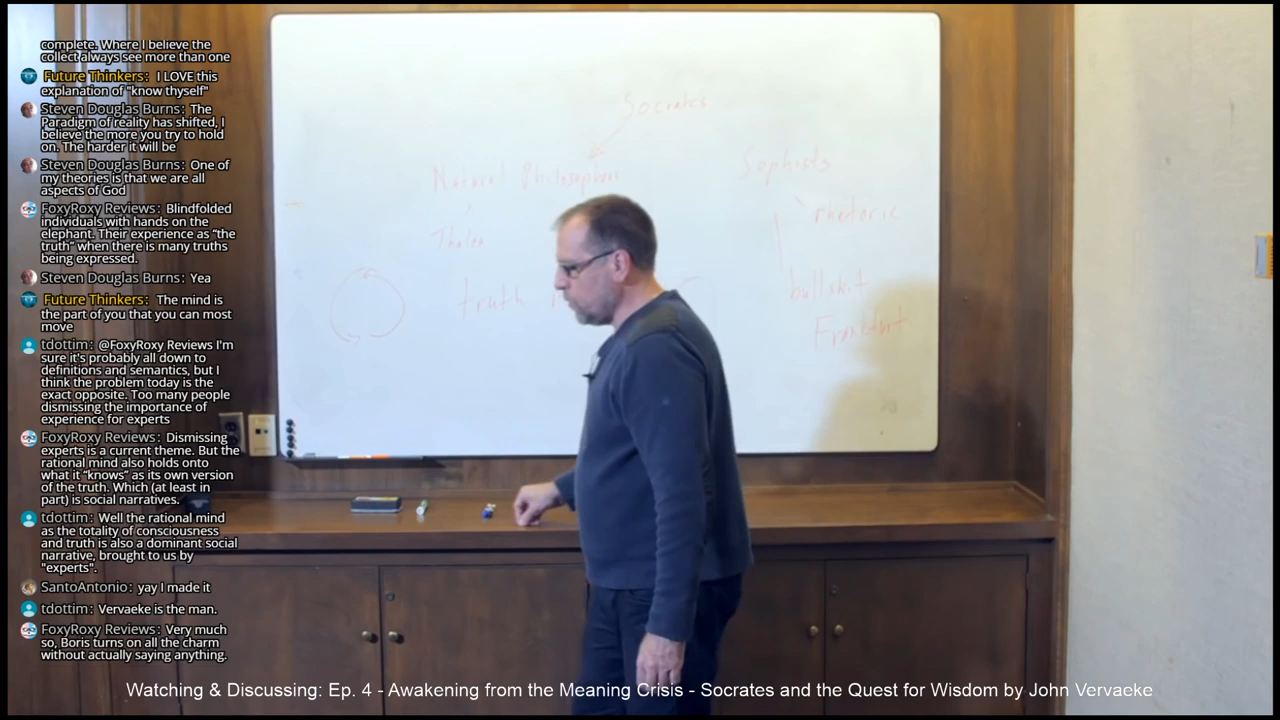 complete. Where I believe the
collect always see more than one
Future Thinkers: I LOVE this
explanation of "know thyself"
Steven Douglas Burns: The
Paradigm of reality has shifted, I
believe the more you try to hold
on. The harder it will be
Steven Douglas Burns: One of
my theories is that we are all
aspects of God
FoxyRoxy Reviews: Blindfolded
individuals with hands on the
elephant. Their experience as "the
truth" when there is many truths
being expressed.
Steven Douglas Burns: Yea
Future Thinkers: The mind is
the part of you that you can most
move
tdottim: @FoxyRoxy Reviews I'm
sure it's probably all down to
definitions and semantics, but I
think the problem today is the
exact opposite. Too many people
dismissing the importance of
experience for experts
FoxyRoxy Reviews: Dismissing
experts is a current theme. But the
rational mind also holds onto
what it "knows" as its own version
of the truth. Which (at least in
part) is social narratives.
tdottim: Well the rational mind
as the totality of consciousness
and truth is also a dominant social
narrative, brought to us by
"experts".
SantoAntonio: yay I made it
tdottim: Vervaeke is the man.
FoxyRoxy Reviews: Very much
so, Boris turns on all the charm
without actually saying anything.
Socrates
Natural Philosophers
Sophists
Thales
rhetoric
truth
bullshit
Frankfurt
Watching & Discussing: Ep. 4 - Awakening from the Meaning Crisis - Socrates and the Quest for Wisdom by John Vervaeke